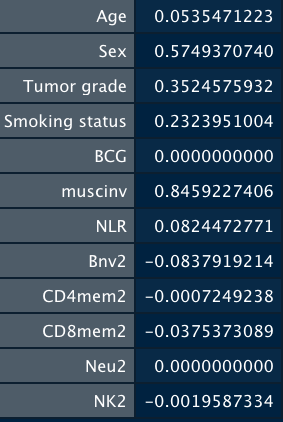 Age 0.0535471223
Sex 0.5749370740
Tumor grade 0.3524575932
Smoking status 0.2323951004
BCG 0.0000000000
muscinv 0.8459227406
NLR 0.0824472771
Bnv2 -0.0837919214
CD4mem2 -0.0007249238
CD8mem2 -0.0375373089
Neu2 0.0000000000
NK2 -0.0019587334